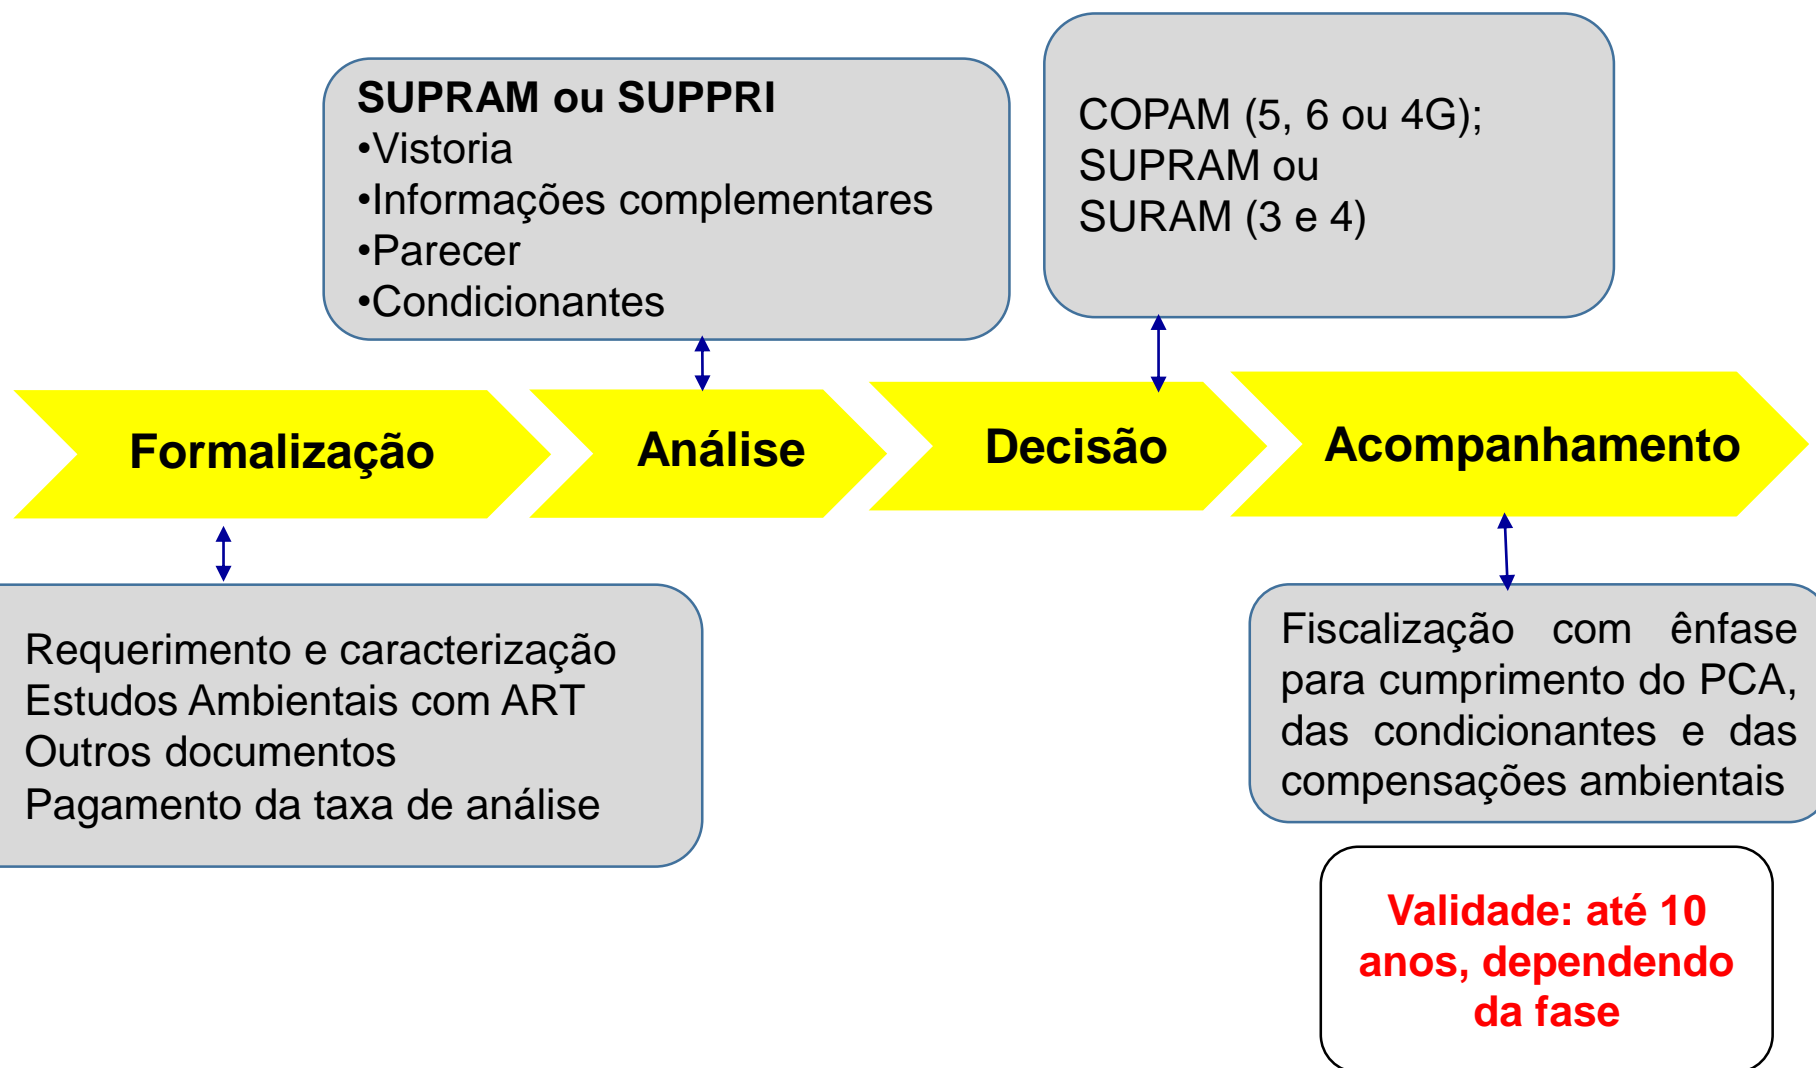 SUPRAM ou SUPPRI
•Vistoria
•Informações complementares
•Parecer
•Condicionantes
COPAM (5, 6 ou 4G);
SUPRAM ou
SURAM (3 e 4)
Formalização
Análise
Decisão
Acompanhamento
Requerimento e caracterização
Estudos Ambientais com ART
Outros documentos
Pagamento da taxa de análise
Fiscalização com ênfase
para cumprimento do PCA,
das condicionantes e das
compensações ambientais
Validade: até 10
anos, dependendo
da fase